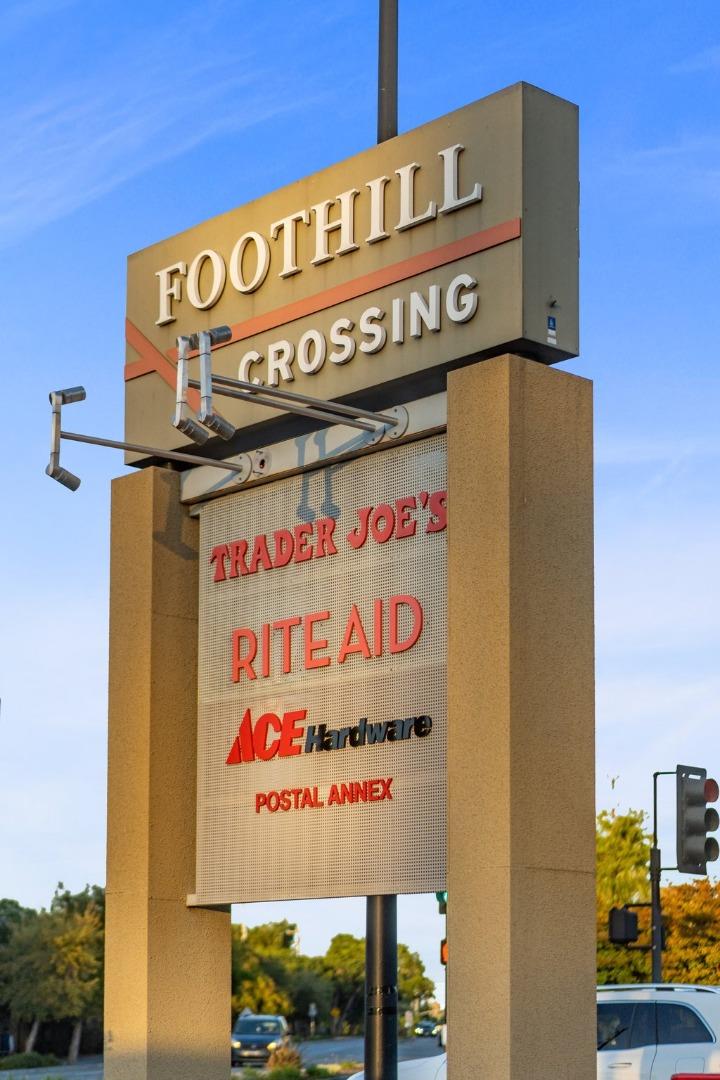 FOOTHILL
CROSSING
TRADER JOE'S
RITE AID
ACE Hardware
POSTAL ANNEX